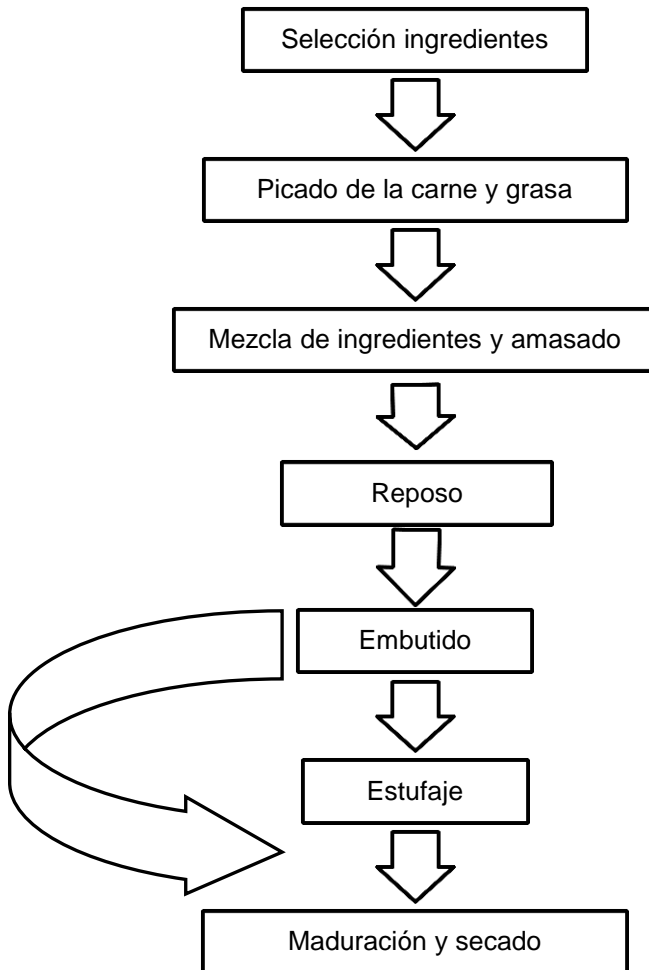 Selección ingredientes
Picado de la carne y grasa
Mezcla de ingredientes y amasado
Reposo
Embutido
Estufaje
Maduración y secado